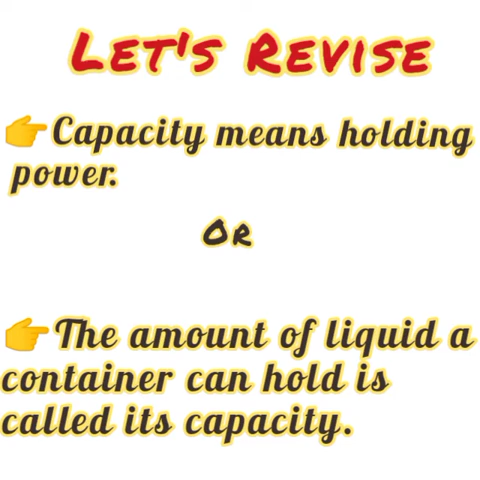 Let's Revise
👉Capacity means holding
power.
Or
👉The amount of liquid a
container can hold is
called its capacity.